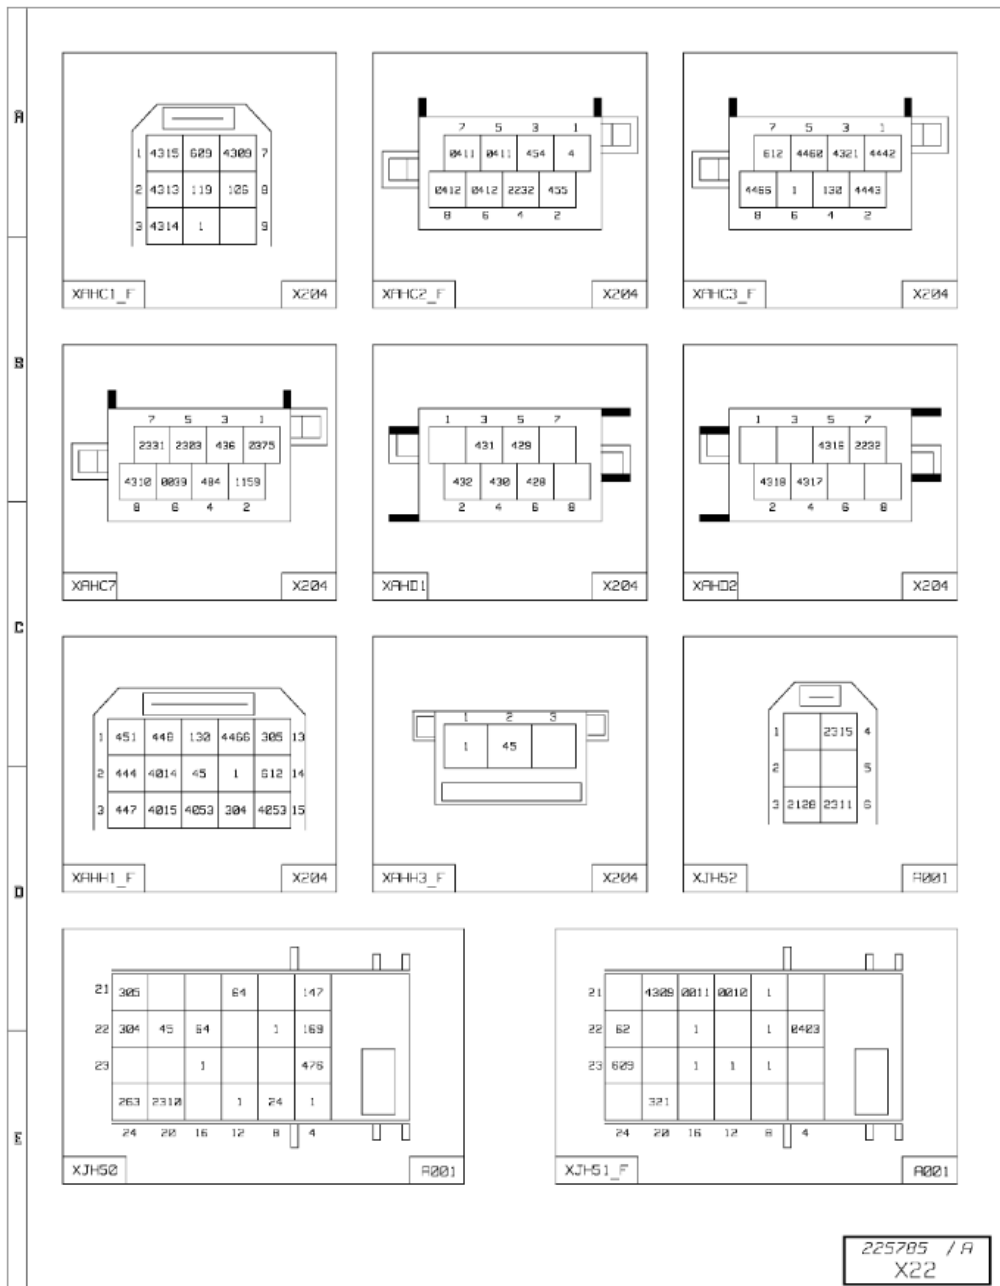 A
1 4315 609 4309 7
2 4313 119 106 8
3 4314 1 9
XAHC1_F X204
7 5 3 1
0411 0411 454 4
0412 0412 2232 455
8 6 4 2
XAHC2_F X204
7 5 3 1
612 4460 4321 4442
4466 1 130 4443
8 6 4 2
XAHC3_F X204
B
7 5 3 1
2331 2303 436 0375
4310 0039 484 1159
8 6 4 2
XAHC7 X204
1 3 5 7
431 429
432 430 428
2 4 6 8
XAHD1 X204
1 3 5 7
4316 2232
4318 4317
2 4 6 8
XAHD2 X204
C
1 451 448 130 4466 305 13
2 444 4014 45 1 612 14
3 447 4015 4053 304 4053 15
XAHH1_F X204
1 2 3
1 45
XAHH3_F X204
1 2315 4
2 5
3 2128 2311 6
XJH52 A001
D
21 305 64 147
22 304 45 64 1 169
23 1 476
263 2310 1 24 1
24 20 16 12 8 4
XJH50 A001
21 4309 0011 0010 1
22 62 1 1 0403
23 609 1 1 1
321
24 20 16 12 8 4
XJH51_F A001
E
225785 / A
X22